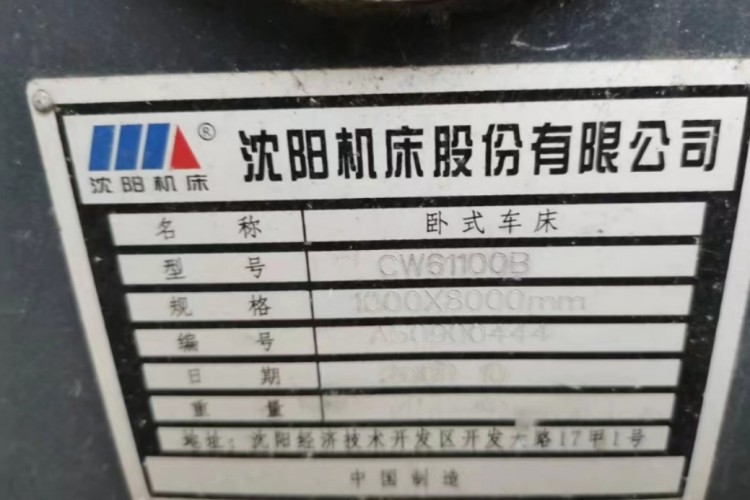 沈阳机床®
沈阳机床股份有限公司
名 称 卧式车床
型 号 CW61100B
规 格 1000X8000mm
编 号 A50900444
日 期
重 量
地址: 沈阳经济技术开发区开发大路17甲1号
中国制造